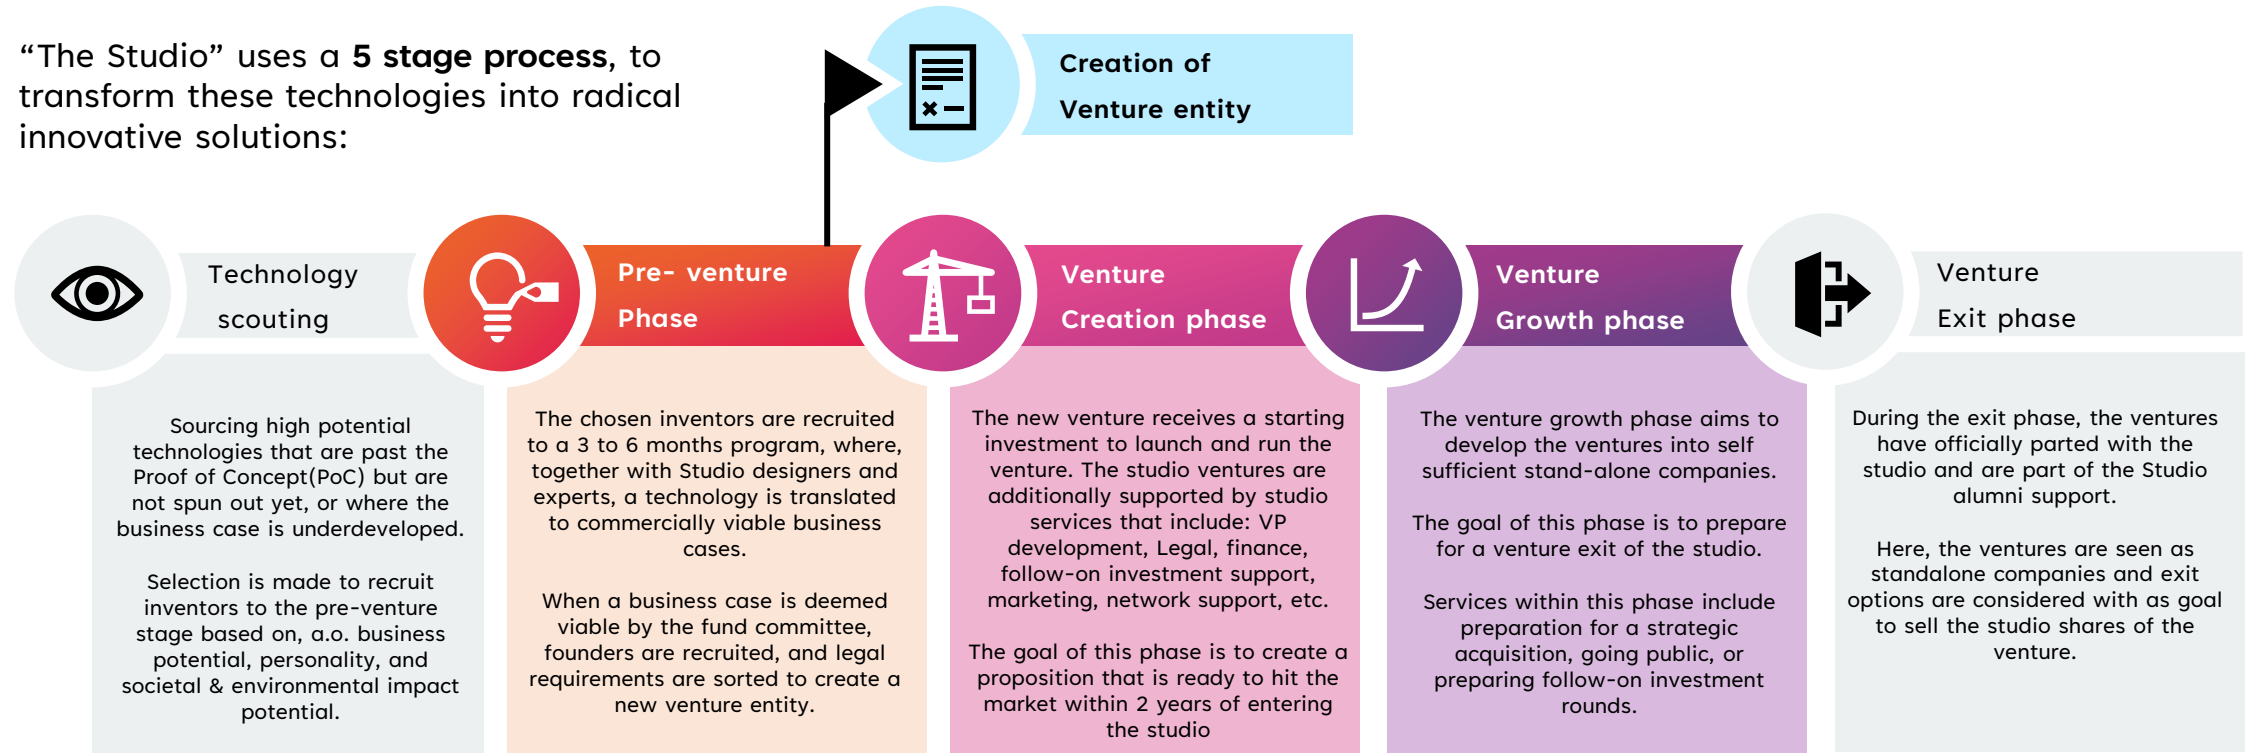 “The Studio” uses a 5 stage process, to
transform these technologies into radical
innovative solutions:
Creation of
Venture entity
Technology
scouting
Sourcing high potential
technologies that are past the
Proof of Concept(PoC) but are
not spun out yet, or where the
business case is underdeveloped.
Selection is made to recruit
inventors to the pre-venture
stage based on, a.o. business
potential, personality, and
societal & environmental impact
potential.
Pre- venture
Phase
The chosen inventors are recruited
to a 3 to 6 months program, where,
together with Studio designers and
experts, a technology is translated
to commercially viable business
cases.
When a business case is deemed
viable by the fund committee,
founders are recruited, and legal
requirements are sorted to create a
new venture entity.
Venture
Creation phase
The new venture receives a starting
investment to launch and run the
venture. The studio ventures are
additionally supported by studio
services that include: VP
development, Legal, finance,
follow-on investment support,
marketing, network support, etc.
The goal of this phase is to create a
proposition that is ready to hit the
market within 2 years of entering
the studio
Venture
Growth phase
The venture growth phase aims to
develop the ventures into self
sufficient stand-alone companies.
The goal of this phase is to prepare
for a venture exit of the studio.
Services within this phase include
preparation for a strategic
acquisition, going public, or
preparing follow-on investment
rounds.
Venture
Exit phase
During the exit phase, the ventures
have officially parted with the
studio and are part of the Studio
alumni support.
Here, the ventures are seen as
standalone companies and exit
options are considered with as goal
to sell the studio shares of the
venture.